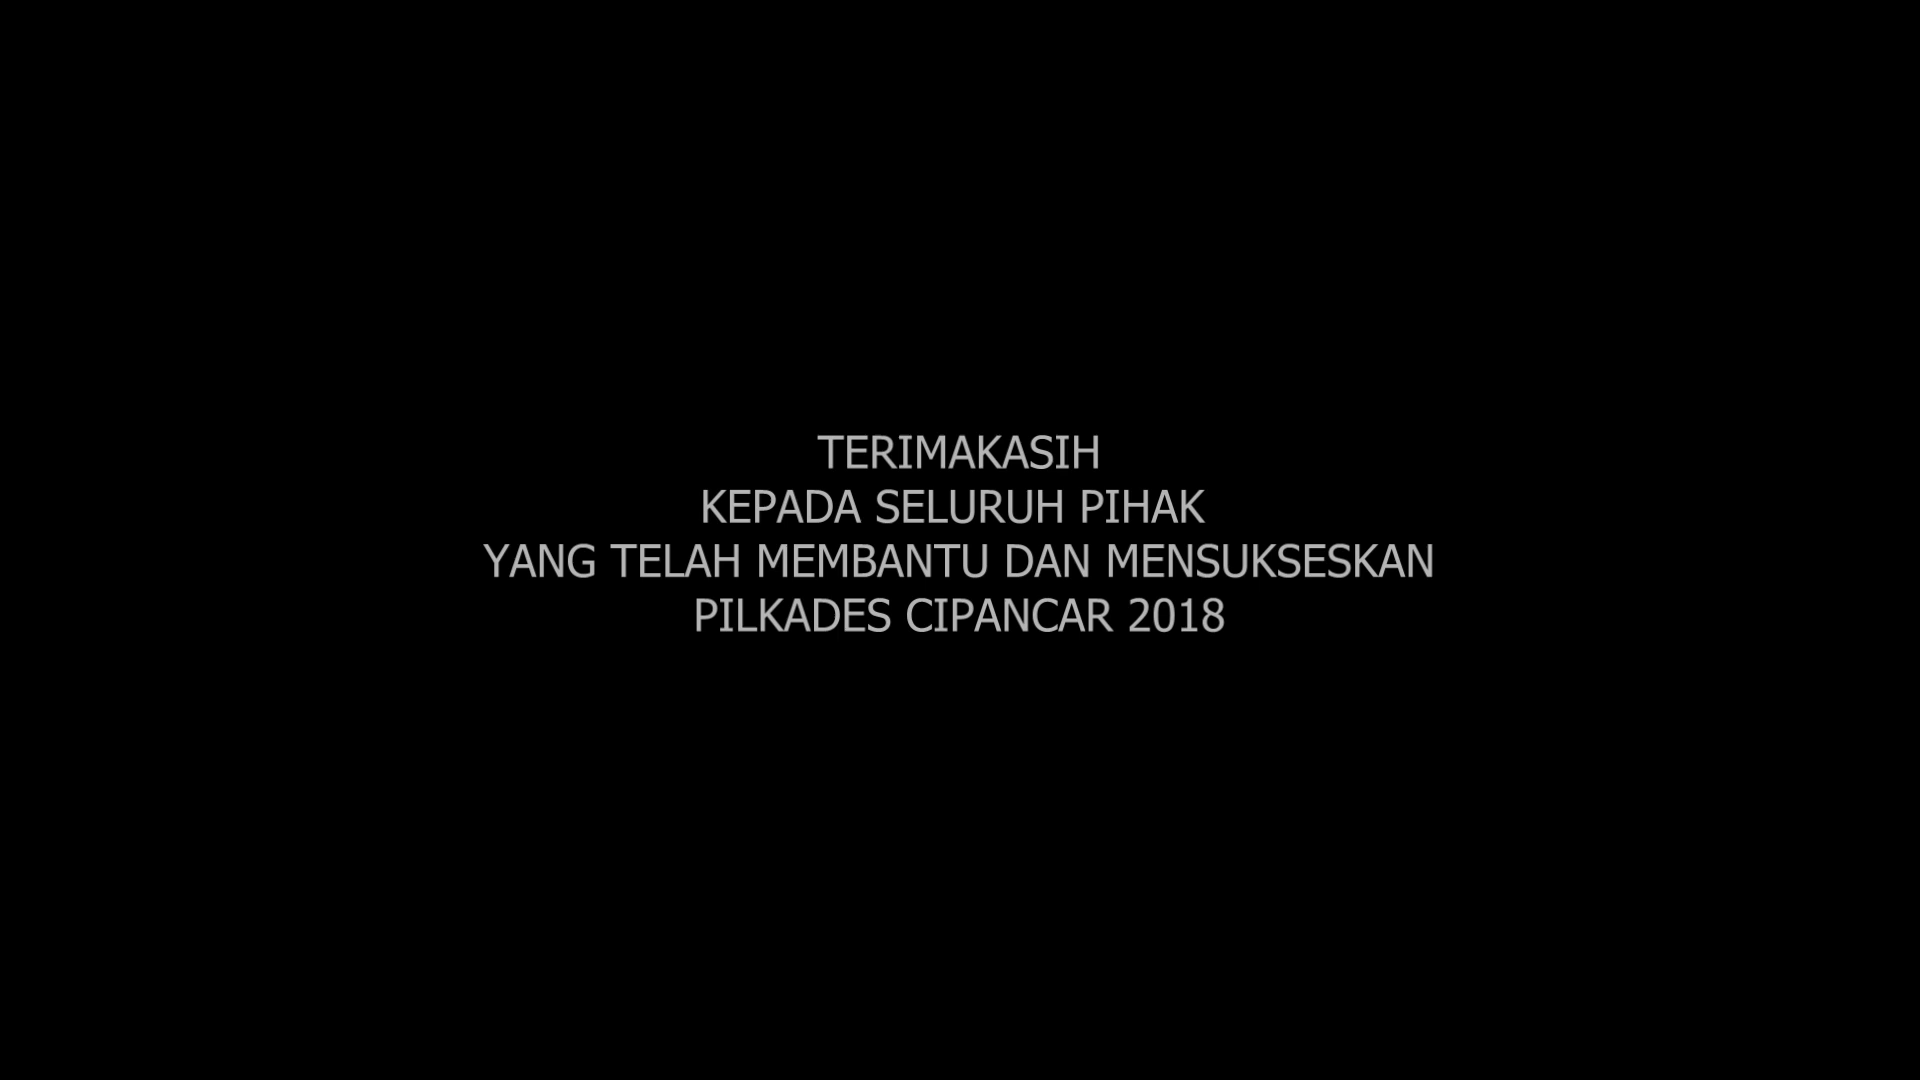 TERIMAKASIH
KEPADA SELURUH PIHAK
YANG TELAH MEMBANTU DAN MENSUKSESKAN
PILKADES CIPANCAR 2018